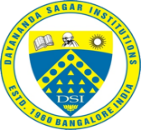 DAYANANDA SAGAR INSTITUTIONS
DSI
ESTD. 1960 BANGALORE INDIA